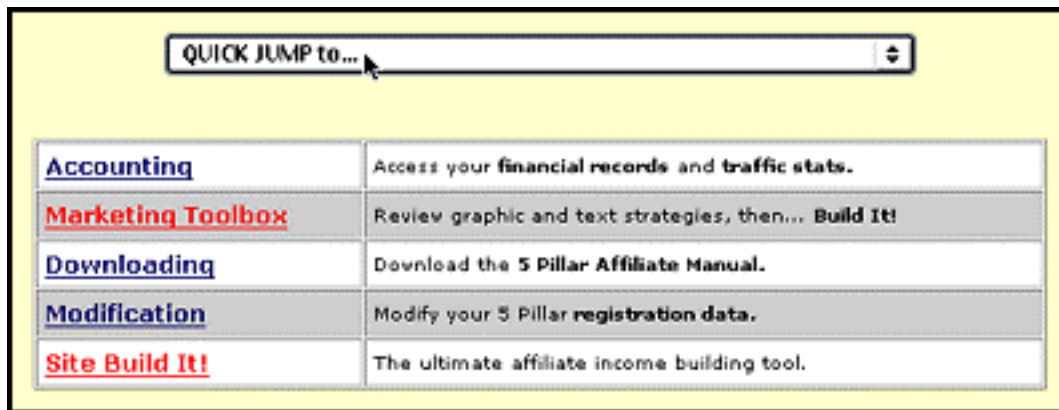 QUICK JUMP to...
Accounting Access your financial records and traffic stats.
Marketing Toolbox Review graphic and text strategies, then... Build It!
Downloading Download the 5 Pillar Affiliate Manual.
Modification Modify your 5 Pillar registration data.
Site Build It! The ultimate affiliate income building tool.